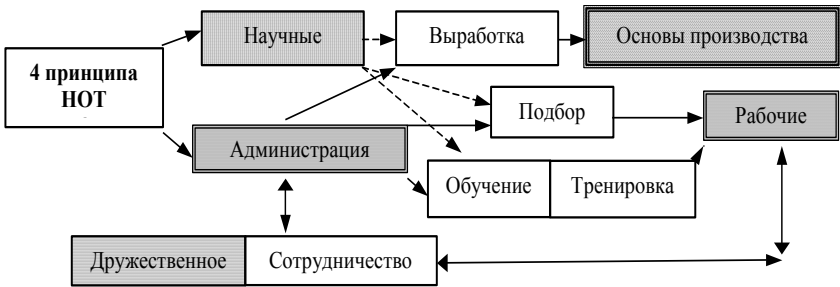 Научные
Выработка
Основы производства
4 принципа
НОТ
Подбор
Рабочие
Администрация
Обучение
Тренировка
Дружественное
Сотрудничество